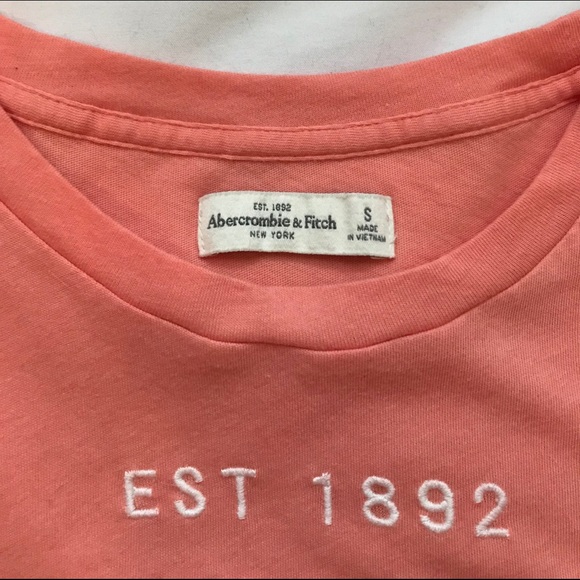 EST. 1892
Abercrombie & Fitch
NEW YORK
S
MADE
IN VIETNAM
EST 1892